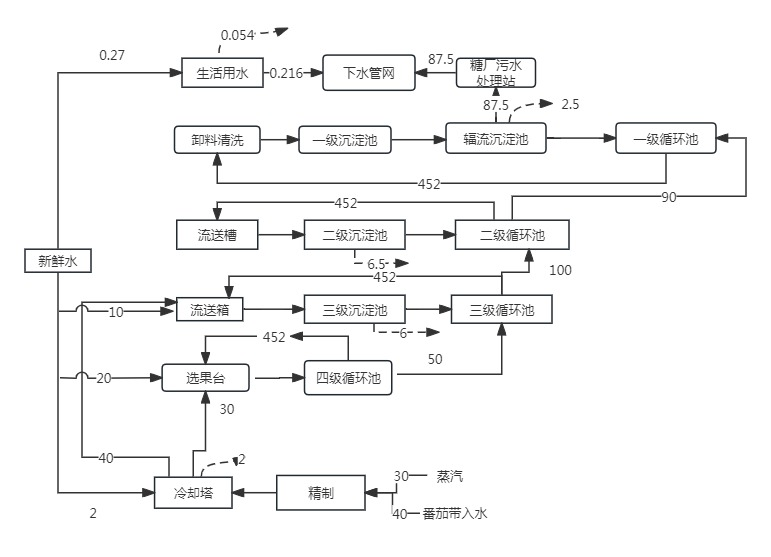 0.054
0.27
生活用水
0.216
下水管网
87.5
糖厂污水
处理站
87.5
2.5
卸料清洗
一级沉淀池
辐流沉淀池
一级循环池
452
90
452
流送槽
二级沉淀池
二级循环池
新鲜水
6.5
452
100
10
流送箱
三级沉淀池
三级循环池
6
452
50
20
选果台
四级循环池
30
40
2
冷却塔
精制
30
蒸汽
2
40
番茄带入水